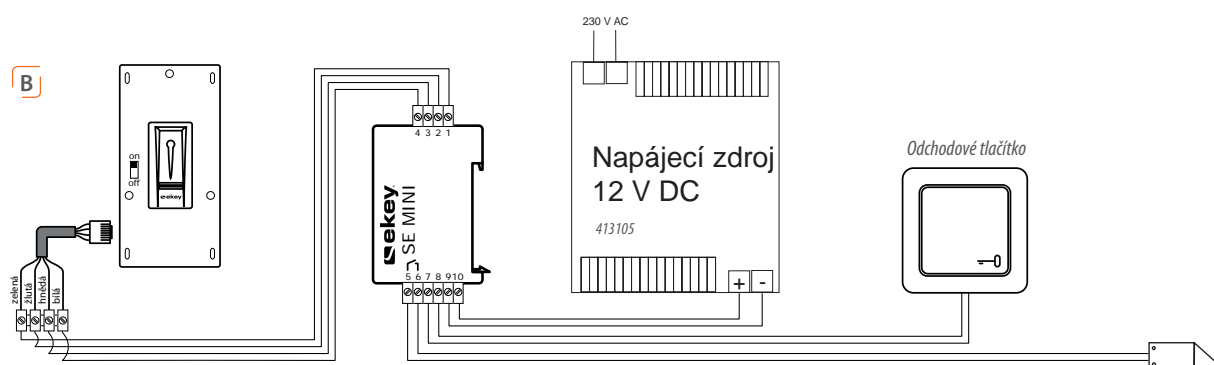 230 V AC
B
on
off
ekey
zelená
žlutá
hnědá
bílá
4 3 2 1
ekey
SE MINI
5 6 7 8 9 10
Napájecí zdroj
12 V DC
413105
+ -
Odchodové tlačítko